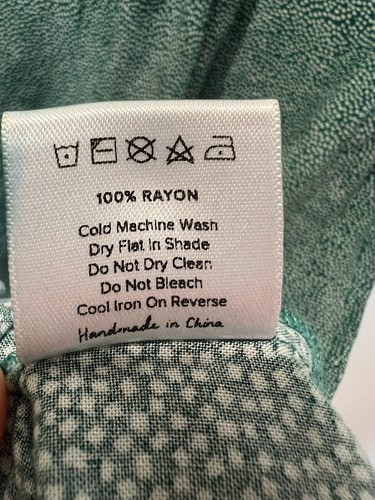 100% RAYON
Cold Machine Wash
Dry Flat In Shade
Do Not Dry Clean
Do Not Bleach
Cool Iron On Reverse
Handmade in China